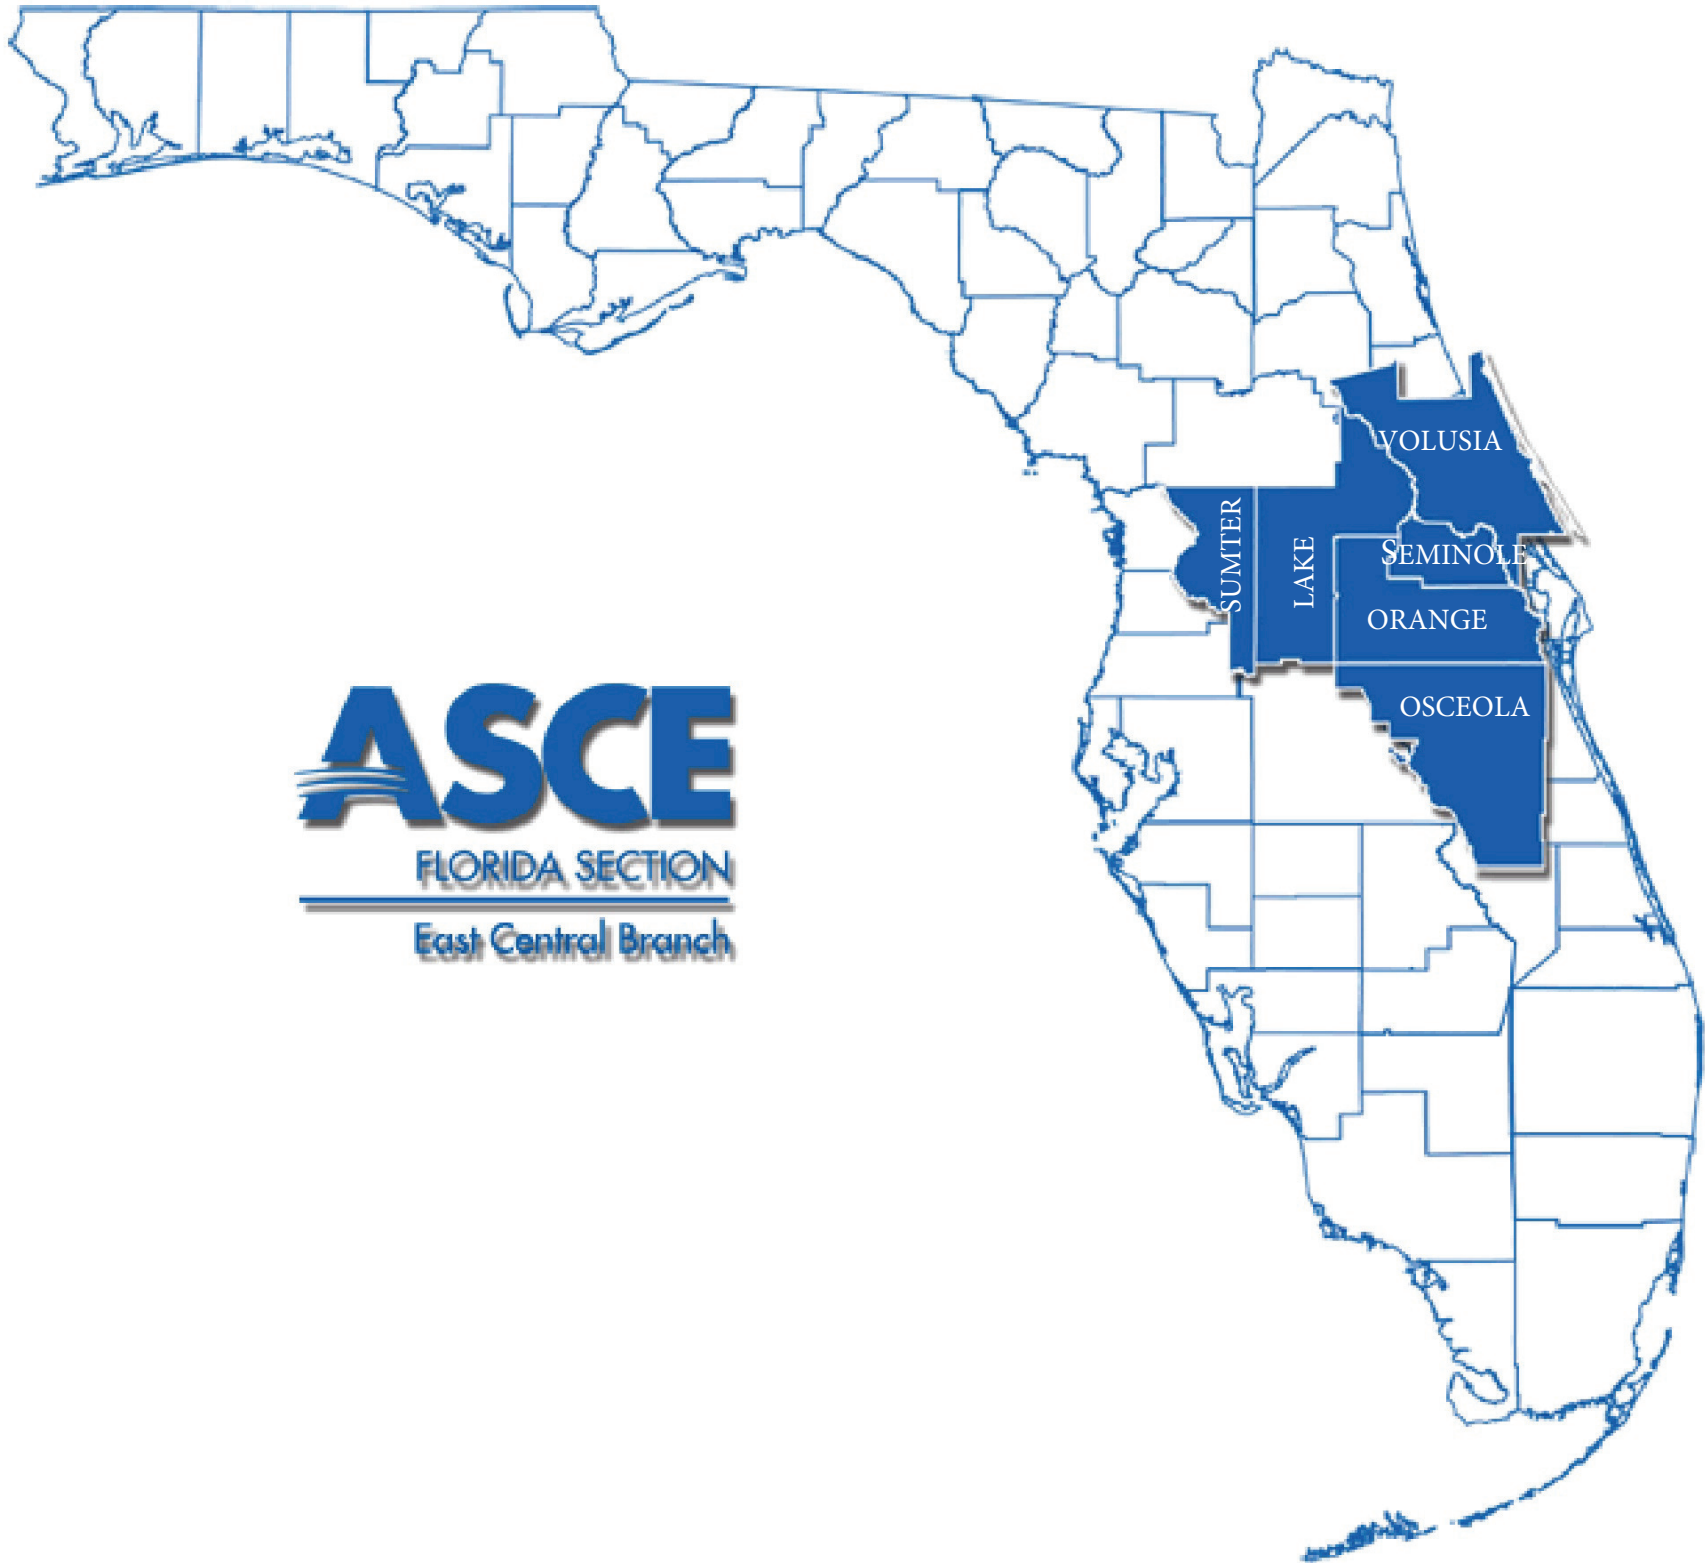 VOLUSIA
SUMTER
LAKE
SEMINOLE
ORANGE
OSCEOLA
ASCE
FLORIDA SECTION
East Central Branch